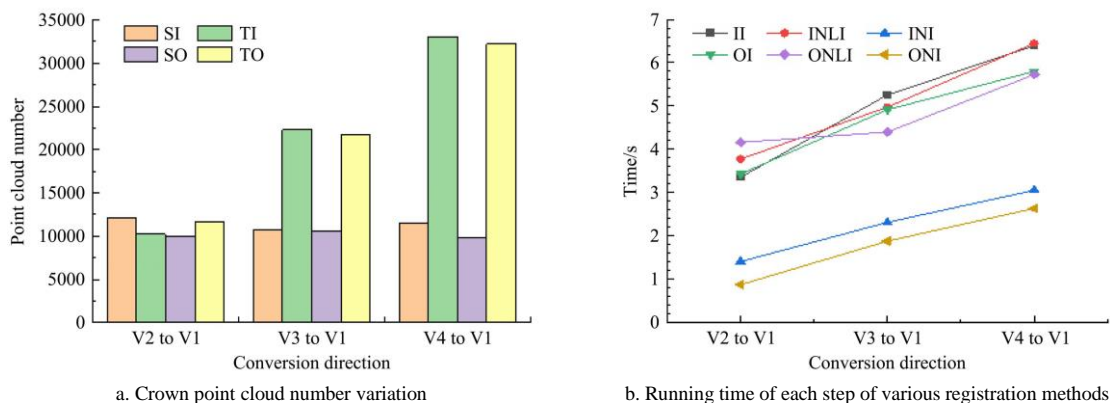 35000
30000
25000
20000
15000
10000
5000
0
Point cloud number
SI TI
SO TO
V2 to V1 V3 to V1 V4 to V1
Conversion direction
a. Crown point cloud number variation
7
6
5
4
3
2
1
0
Time/s
II INLI INI
OI ONLI ONI
V2 to V1 V3 to V1 V4 to V1
Conversion direction
b. Running time of each step of various registration methods